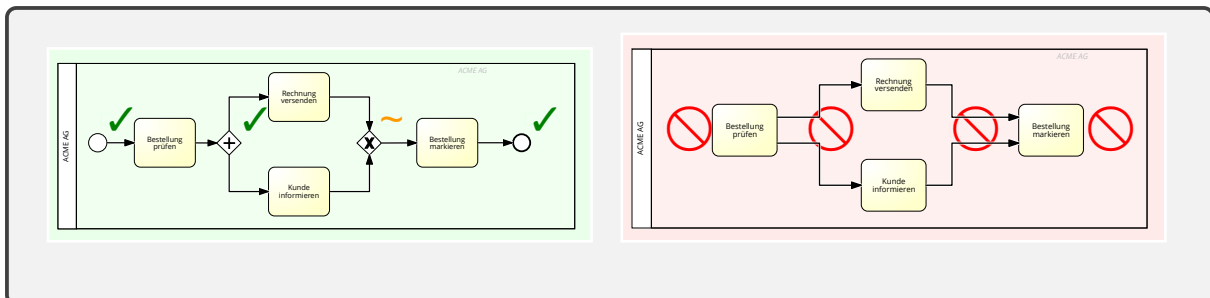 ACME AG
ACME AG
Bestellung
prüfen
Rechnung
versenden
Kunde
informieren
Bestellung
markieren
ACME AG
ACME AG
Bestellung
prüfen
Rechnung
versenden
Kunde
informieren
Bestellung
markieren